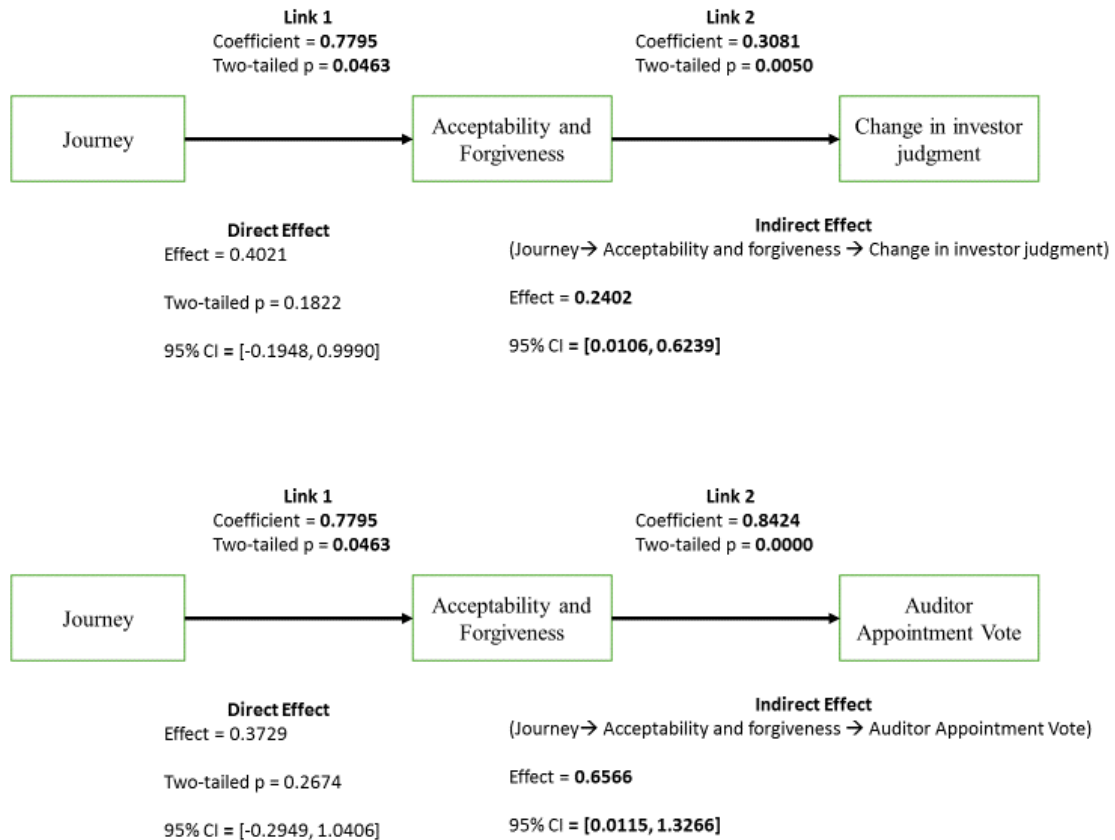 Link 1
Coefficient = 0.7795
Two-tailed p = 0.0463
Link 2
Coefficient = 0.3081
Two-tailed p = 0.0050
Journey
Acceptability and
Forgiveness
Change in investor
judgment
Direct Effect
Effect = 0.4021
Two-tailed p = 0.1822
95% CI = [-0.1948, 0.9990]
Indirect Effect
(Journey→ Acceptability and forgiveness → Change in investor judgment)
Effect = 0.2402
95% CI = [0.0106, 0.6239]
Link 1
Coefficient = 0.7795
Two-tailed p = 0.0463
Link 2
Coefficient = 0.8424
Two-tailed p = 0.0000
Journey
Acceptability and
Forgiveness
Auditor
Appointment Vote
Direct Effect
Effect = 0.3729
Two-tailed p = 0.2674
95% CI = [-0.2949, 1.0406]
Indirect Effect
(Journey→ Acceptability and forgiveness → Auditor Appointment Vote)
Effect = 0.6566
95% CI = [0.0115, 1.3266]